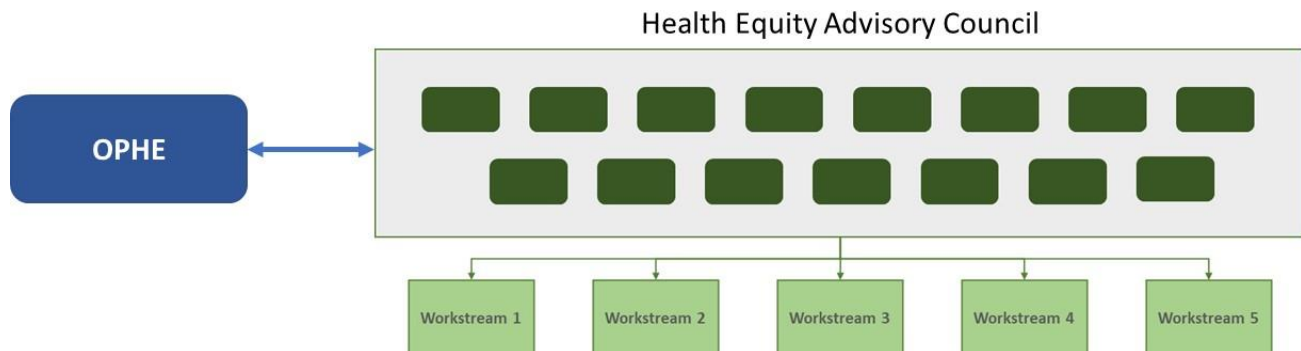 Health Equity Advisory Council
OPHE
Workstream 1
Workstream 2
Workstream 3
Workstream 4
Workstream 5